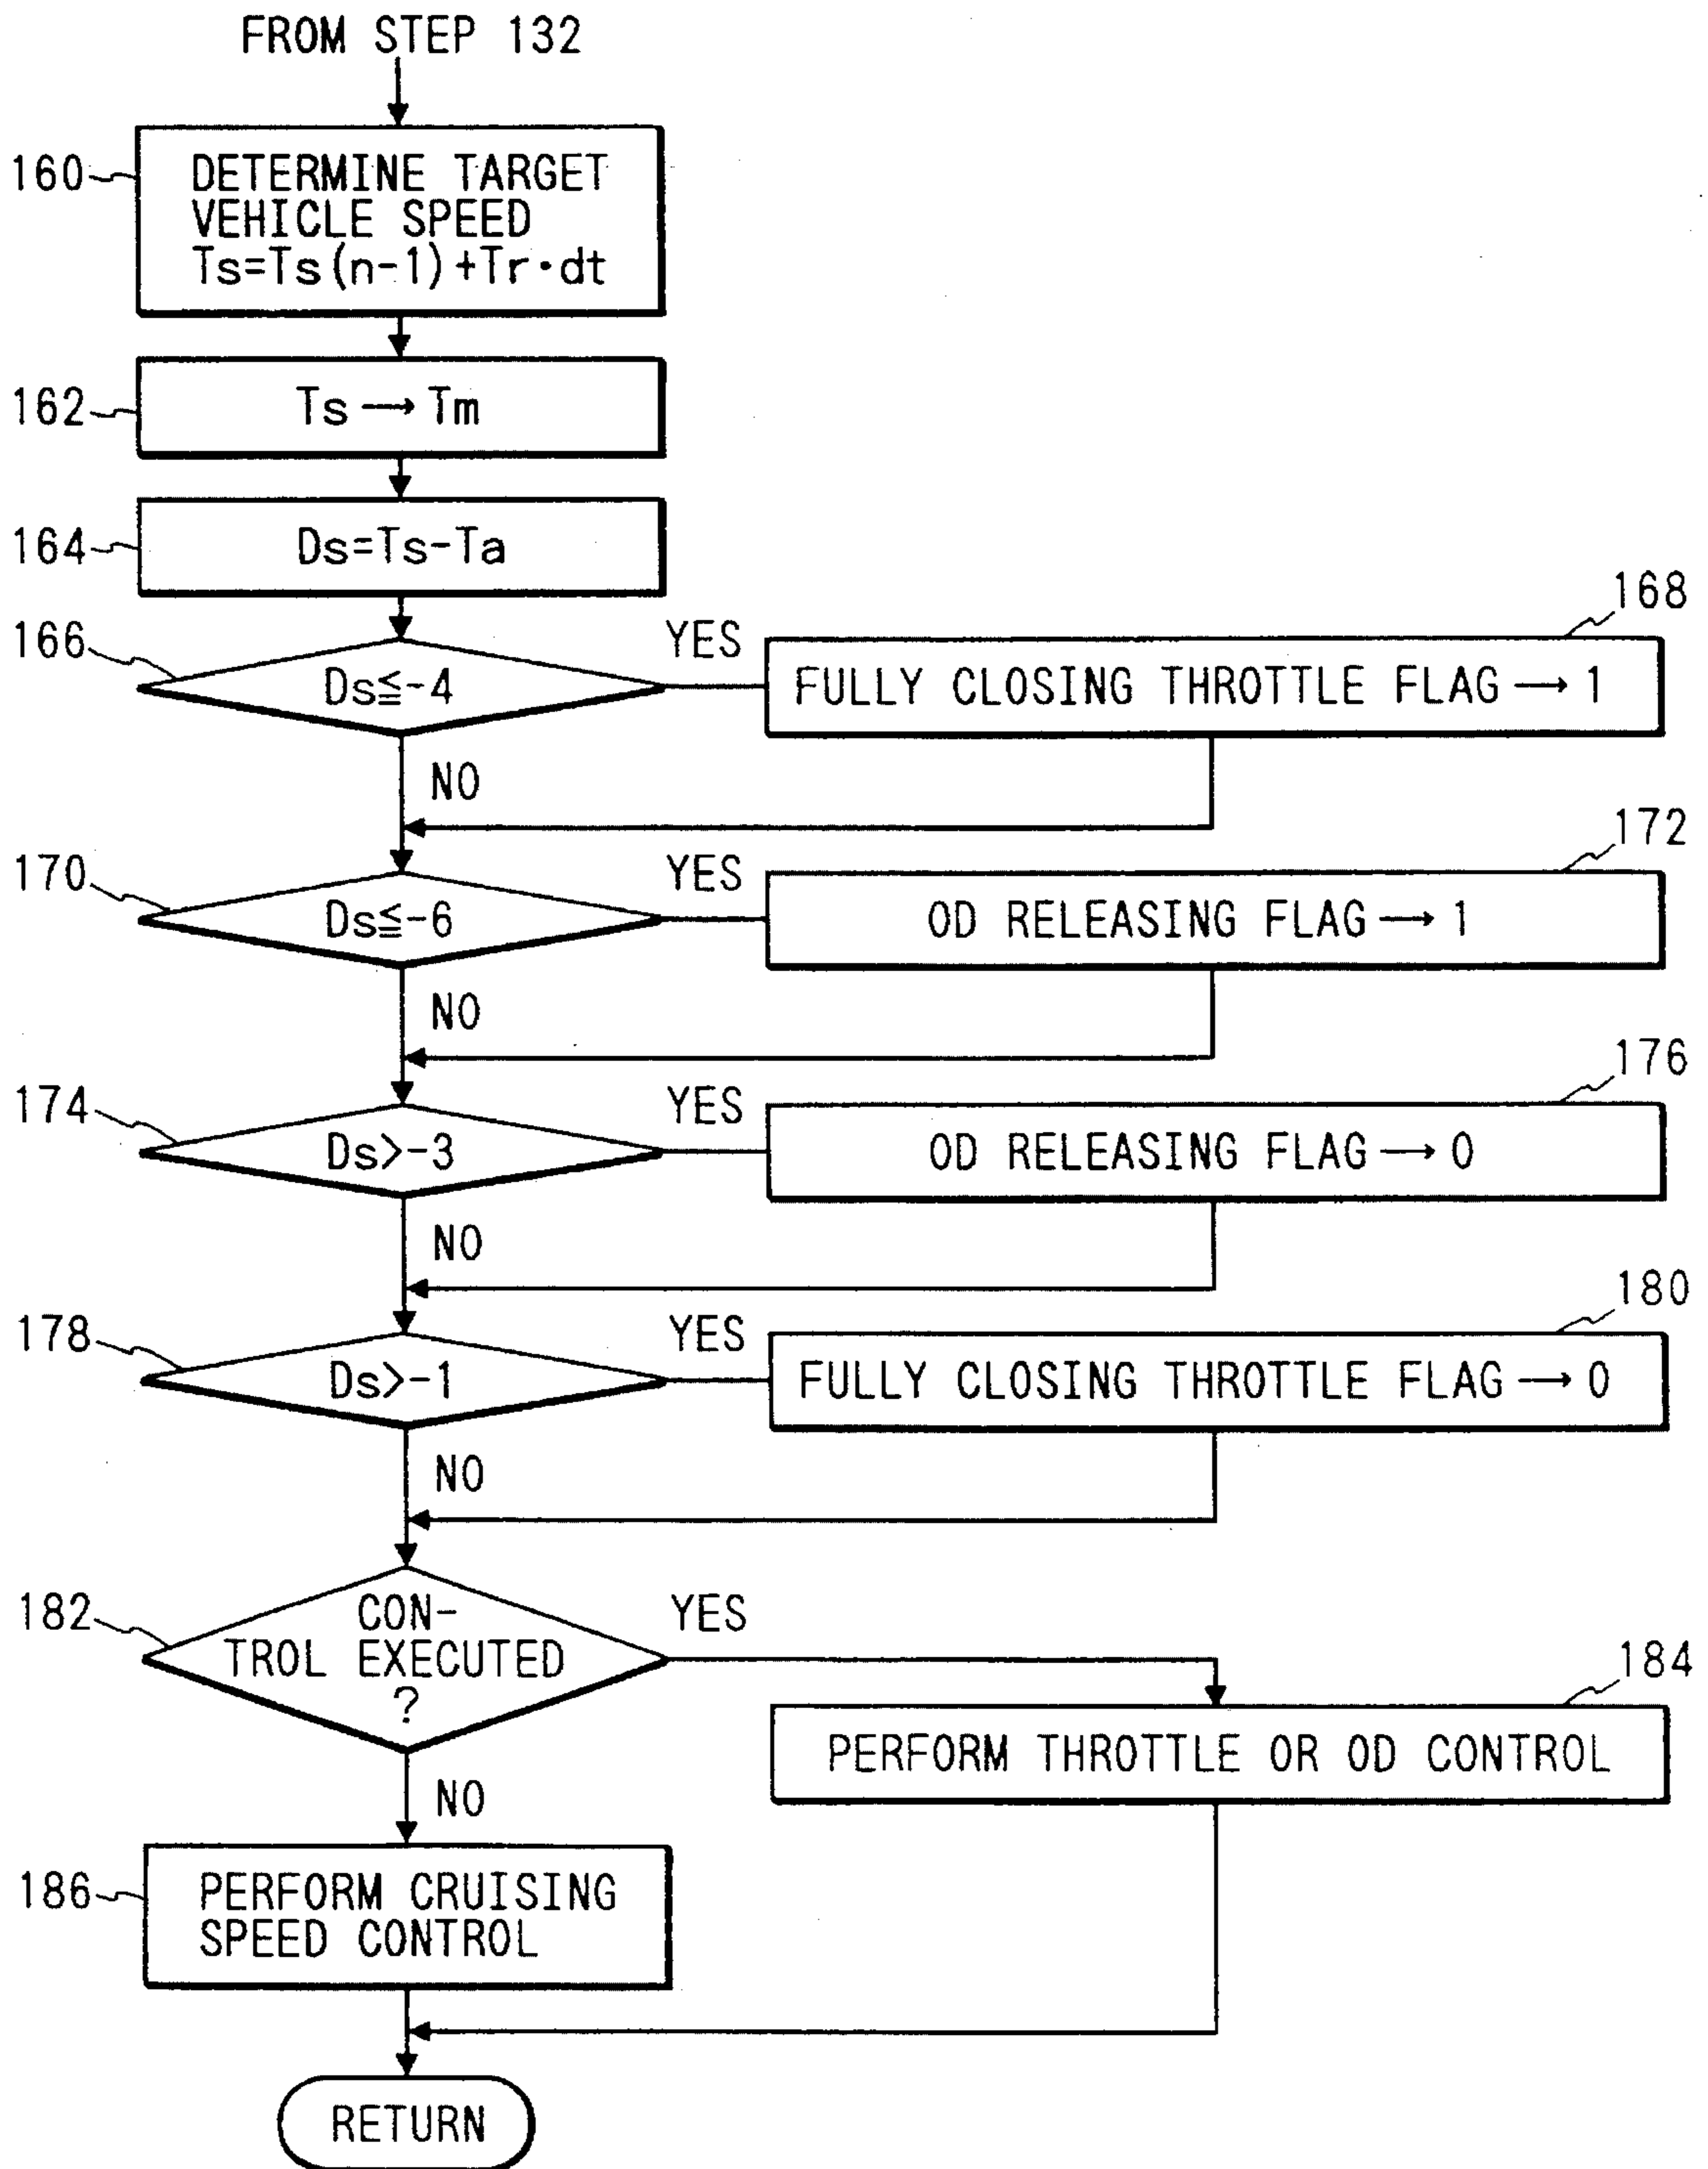 FROM STEP 132
160
DETERMINE TARGET
VEHICLE SPEED
Ts=Ts(n-1)+Tr·dt
162
Ts→Tm
164
Ds=Ts-Ta
166
Ds≦-4
YES
168
FULLY CLOSING THROTTLE FLAG→1
NO
170
Ds≦-6
YES
172
OD RELEASING FLAG→1
NO
174
Ds>-3
YES
176
OD RELEASING FLAG→0
NO
178
Ds>-1
YES
180
FULLY CLOSING THROTTLE FLAG→0
NO
182
CON-
TROL EXECUTED
?
YES
184
PERFORM THROTTLE OR OD CONTROL
NO
186
PERFORM CRUISING
SPEED CONTROL
RETURN